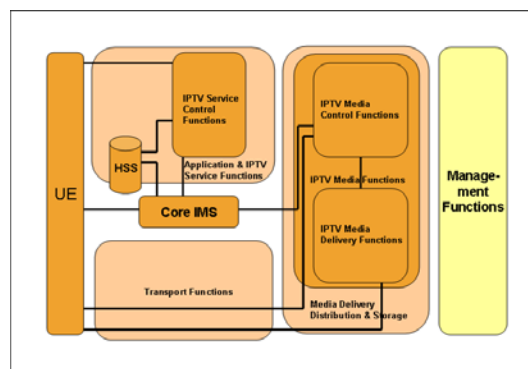 UE
IPTV Service
Control
Functions
HSS
Application & IPTV
Service Functions
Core IMS
Transport Functions
IPTV Media
Control Functions
IPTV Media Functions
IPTV Media
Delivery Functions
Media Delivery
Distribution & Storage
Manage-
ment
Functions